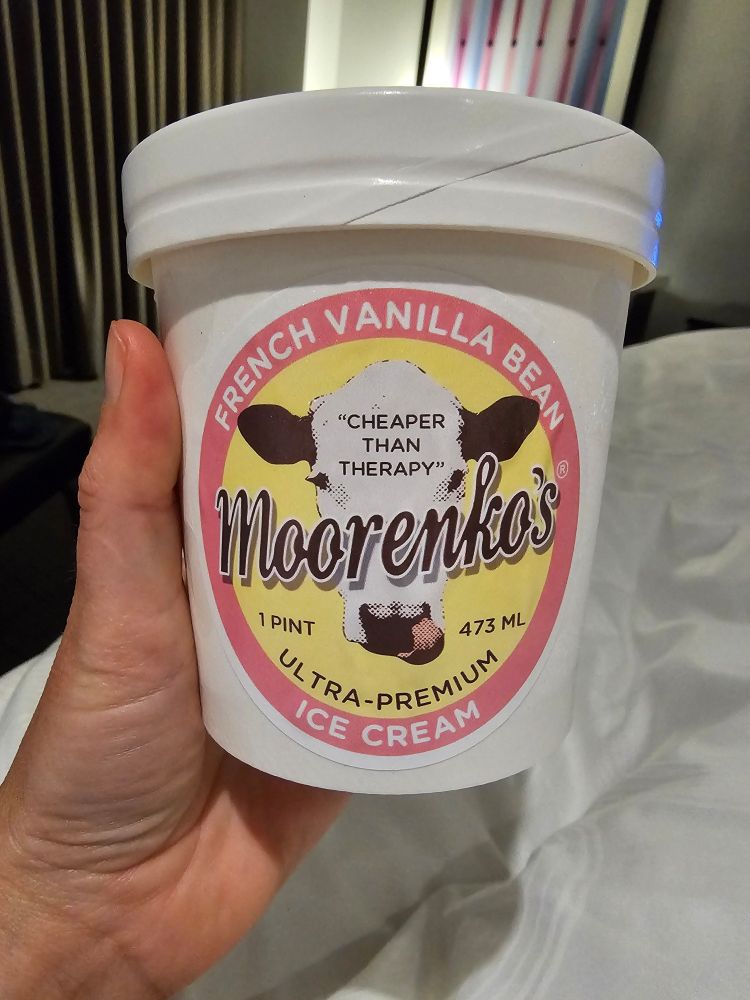 FRENCH VANILLA BEAN
“CHEAPER
THAN
THERAPY”
Moorenko's®
1 PINT 473 ML
ULTRA-PREMIUM
ICE CREAM